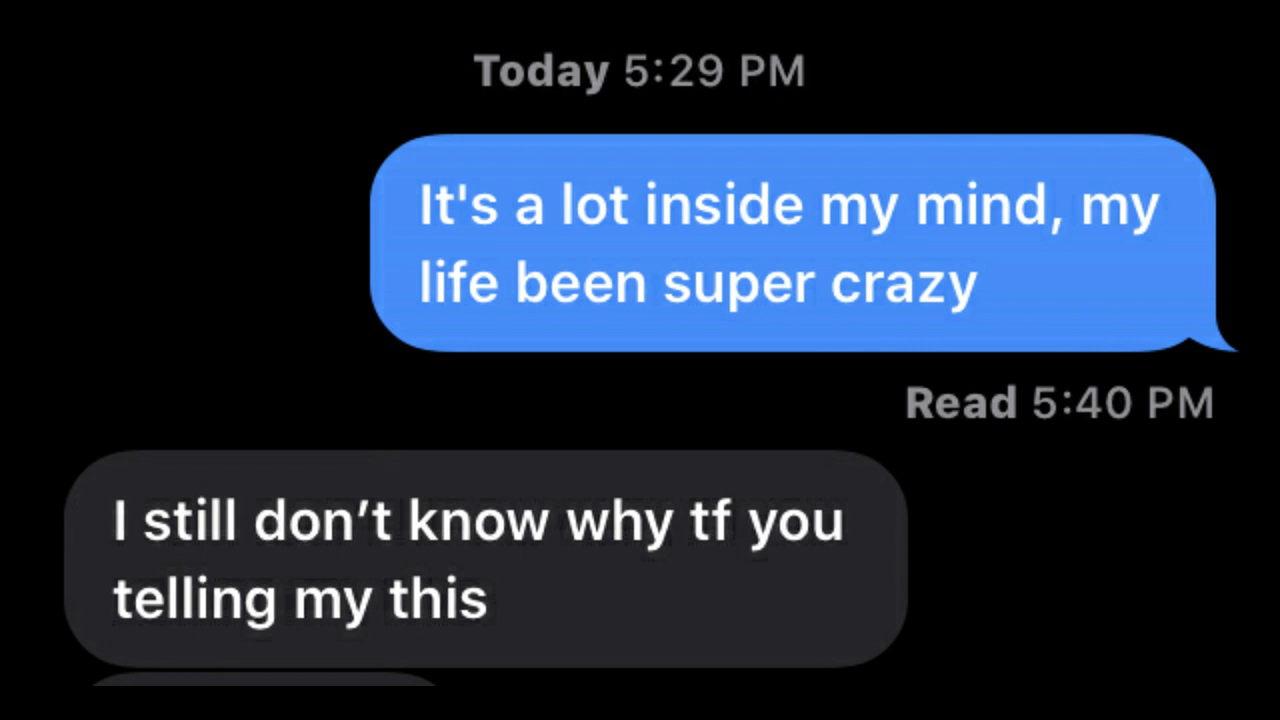 Today 5:29 PM
It's a lot inside my mind, my
life been super crazy
Read 5:40 PM
I still don’t know why tf you
telling my this